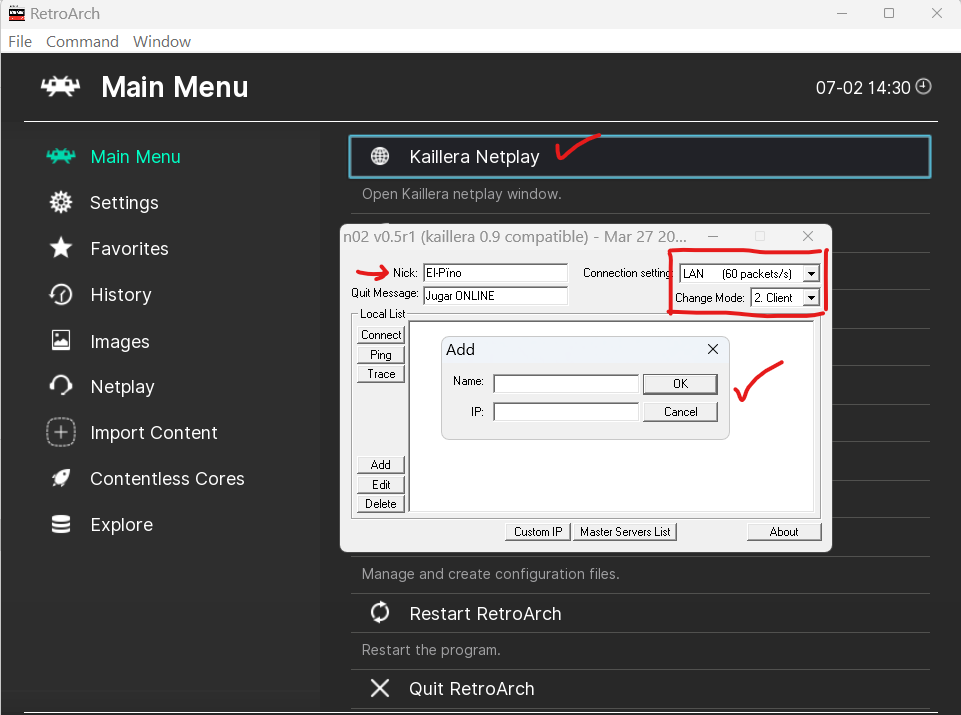 RetroArch
File Command Window
Main Menu
07-02 14:30
Main Menu
Settings
Favorites
History
Images
Netplay
Import Content
Contentless Cores
Explore
Kaillera Netplay
Open Kaillera netplay window.
n02 v0.5r1 (kaillera 0.9 compatible) - Mar 27 20...
Nick: El-Pïno
Connection setting: LAN (60 packets/s)
Quit Message: Jugar ONLINE
Change Mode: 2. Client
Local List
Connect
Ping
Trace
Add
Name:
OK
IP:
Cancel
Add
Edit
Delete
Custom IP
Master Servers List
About
Manage and create configuration files.
Restart RetroArch
Restart the program.
Quit RetroArch